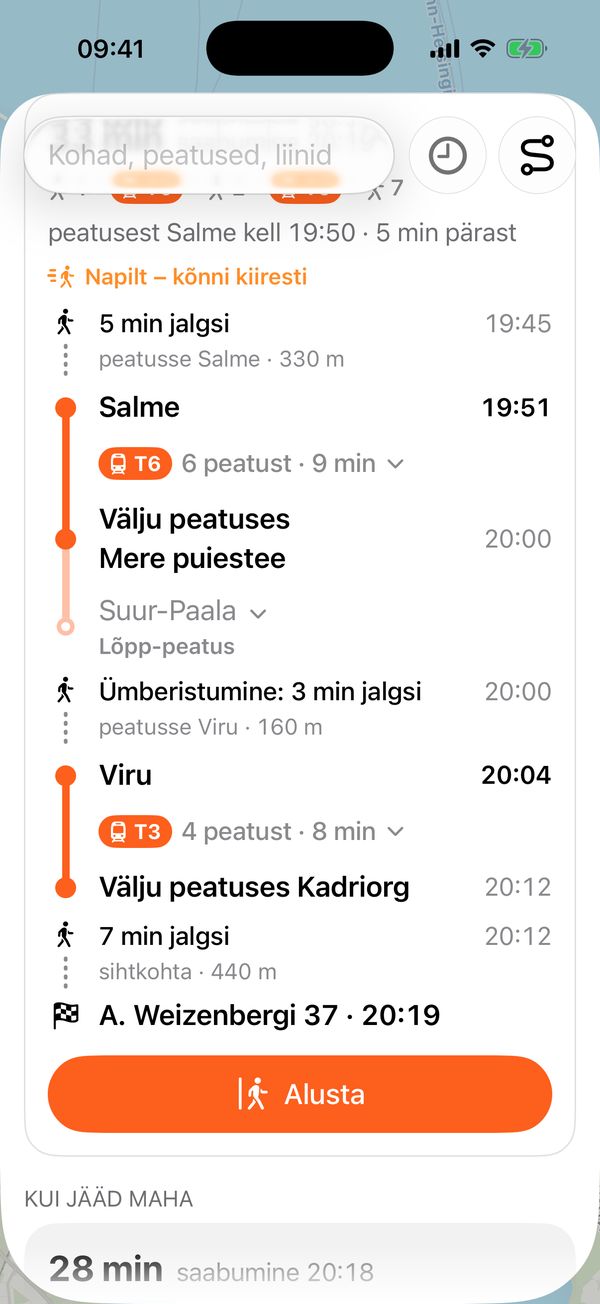 09:41
Kohad, peatused, liinid
7
peatusest Salme kell 19:50 · 5 min pärast
Napilt – kõnni kiiresti
5 min jalgsi 19:45
peatusse Salme · 330 m
Salme 19:51
T6 6 peatust · 9 min
Välju peatuses
Mere puiestee 20:00
Suur-Paala
Lõpp-peatus
Ümberistumine: 3 min jalgsi 20:00
peatusse Viru · 160 m
Viru 20:04
T3 4 peatust · 8 min
Välju peatuses Kadriorg 20:12
7 min jalgsi 20:12
sihtkohta · 440 m
A. Weizenbergi 37 · 20:19
Alusta
KUI JÄÄD MAHA
28 min saabumine 20:18